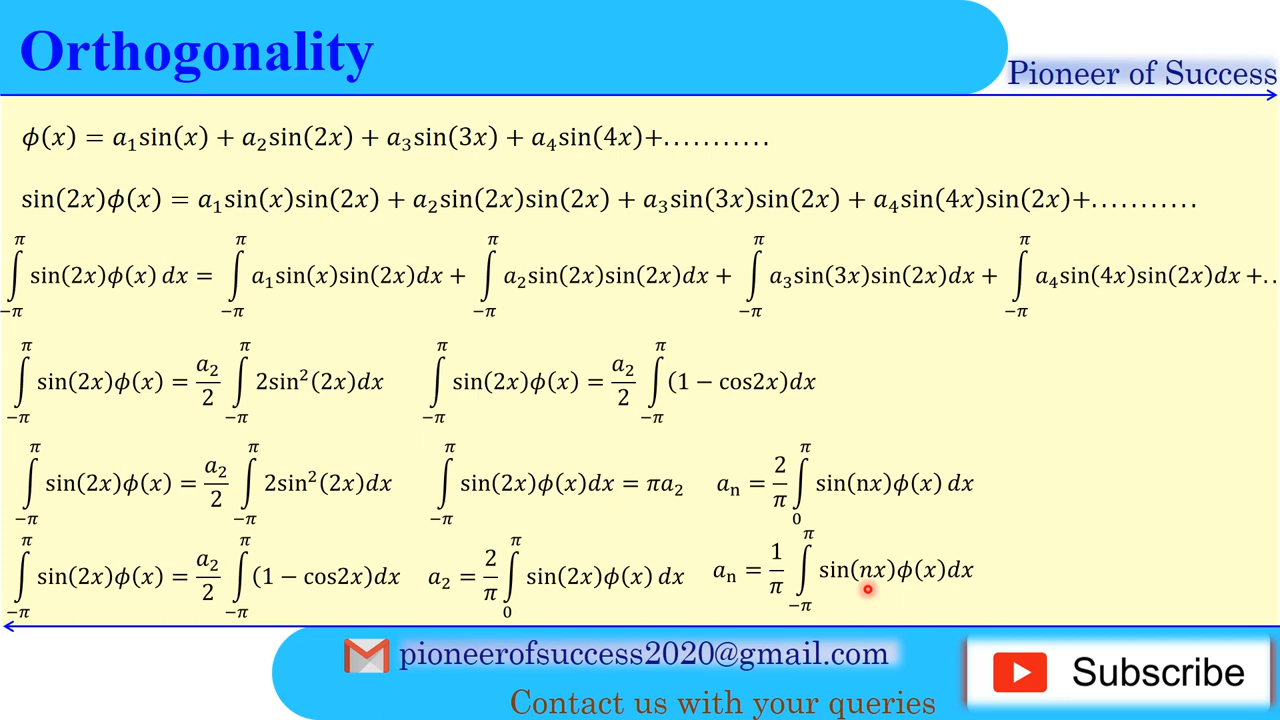 Orthogonality
Pioneer of Success
𝜙(𝑥) = 𝑎₁sin(𝑥) + 𝑎₂sin(2𝑥) + 𝑎₃sin(3𝑥) + 𝑎₄sin(4𝑥)+...........
sin(2𝑥)𝜙(𝑥) = 𝑎₁sin(𝑥)sin(2𝑥) + 𝑎₂sin(2𝑥)sin(2𝑥) + 𝑎₃sin(3𝑥)sin(2𝑥) + 𝑎₄sin(4𝑥)sin(2𝑥)+...........
∫_{−π}^{π} sin(2𝑥)𝜙(𝑥) 𝑑𝑥 = ∫_{−π}^{π} 𝑎₁sin(𝑥)sin(2𝑥)𝑑𝑥 + ∫_{−π}^{π} 𝑎₂sin(2𝑥)sin(2𝑥)𝑑𝑥 + ∫_{−π}^{π} 𝑎₃sin(3𝑥)sin(2𝑥)𝑑𝑥 + ∫_{−π}^{π} 𝑎₄sin(4𝑥)sin(2𝑥)𝑑𝑥 +..
∫_{−π}^{π} sin(2𝑥)𝜙(𝑥) = 𝑎₂/2 ∫_{−π}^{π} 2sin²(2𝑥)𝑑𝑥 ∫_{−π}^{π} sin(2𝑥)𝜙(𝑥) = 𝑎₂/2 ∫_{−π}^{π} (1 − cos2𝑥)𝑑𝑥
∫_{−π}^{π} sin(2𝑥)𝜙(𝑥) = 𝑎₂/2 ∫_{−π}^{π} 2sin²(2𝑥)𝑑𝑥 ∫_{−π}^{π} sin(2𝑥)𝜙(𝑥)𝑑𝑥 = π𝑎₂ 𝑎ₙ = 2/π ∫_{0}^{π} sin(n𝑥)𝜙(𝑥) 𝑑𝑥
∫_{−π}^{π} sin(2𝑥)𝜙(𝑥) = 𝑎₂/2 ∫_{−π}^{π} (1 − cos2𝑥)𝑑𝑥 𝑎₂ = 2/π ∫_{0}^{π} sin(2𝑥)𝜙(𝑥) 𝑑𝑥 𝑎ₙ = 1/π ∫_{−π}^{π} sin(𝑛𝑥)𝜙(𝑥)𝑑𝑥
pioneerofsuccess2020@gmail.com
Subscribe
Contact us with your queries